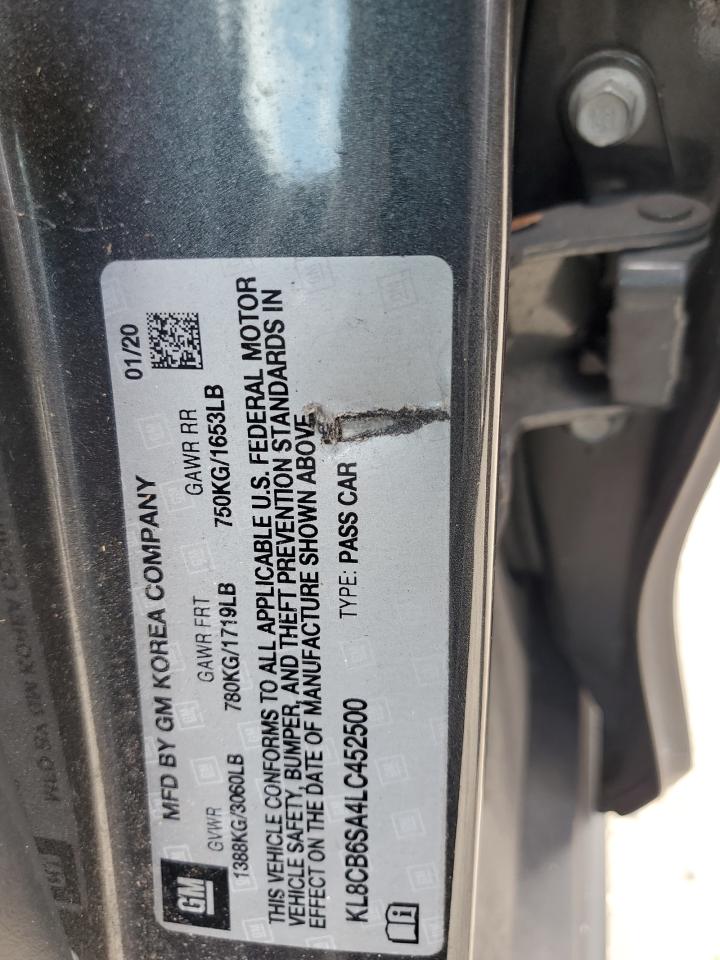 MFD BY GM KOREA COMPANY 01/20
GVWR GAWR FRT GAWR RR
1388KG/3060LB 780KG/1719LB 750KG/1653LB
THIS VEHICLE CONFORMS TO ALL APPLICABLE U.S. FEDERAL MOTOR
VEHICLE SAFETY, BUMPER, AND THEFT PREVENTION STANDARDS IN
EFFECT ON THE DATE OF MANUFACTURE SHOWN ABOVE.
KL8CB6SA4LC452500 TYPE: PASS CAR
GM